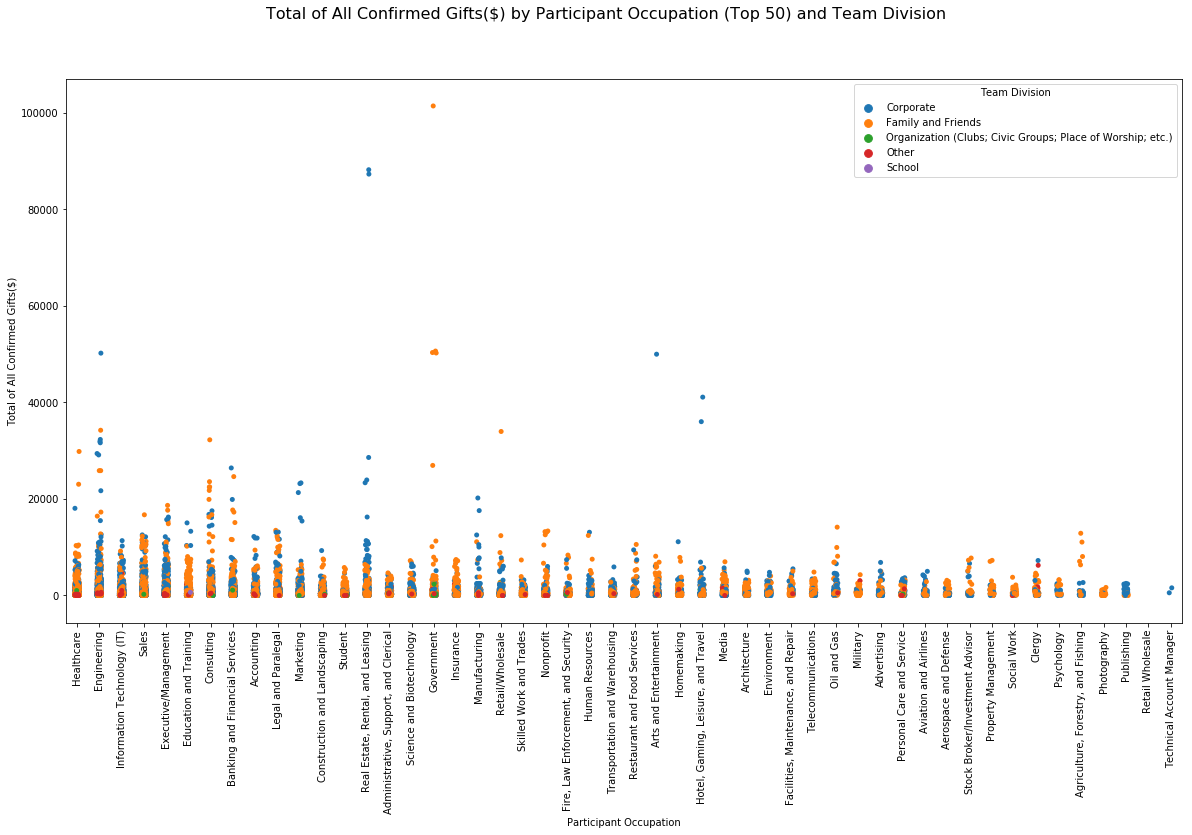 Total of All Confirmed Gifts($) by Participant Occupation (Top 50) and Team Division
Team Division
Corporate
Family and Friends
Organization (Clubs; Civic Groups; Place of Worship; etc.)
Other
School
Total of All Confirmed Gifts($)
100000
80000
60000
40000
20000
0
Healthcare
Engineering
Information Technology (IT)
Sales
Executive/Management
Education and Training
Consulting
Banking and Financial Services
Accounting
Legal and Paralegal
Marketing
Construction and Landscaping
Student
Real Estate, Rental, and Leasing
Administrative, Support, and Clerical
Science and Biotechnology
Government
Insurance
Manufacturing
Retail/Wholesale
Skilled Work and Trades
Nonprofit
Fire, Law Enforcement, and Security
Human Resources
Transportation and Warehousing
Restaurant and Food Services
Arts and Entertainment
Homemaking
Hotel, Gaming, Leisure, and Travel
Media
Architecture
Environment
Facilities, Maintenance, and Repair
Telecommunications
Oil and Gas
Military
Advertising
Personal Care and Service
Aviation and Airlines
Aerospace and Defense
Stock Broker/Investment Advisor
Property Management
Social Work
Clergy
Psychology
Agriculture, Forestry, and Fishing
Photography
Publishing
Retail Wholesale
Technical Account Manager
Participant Occupation